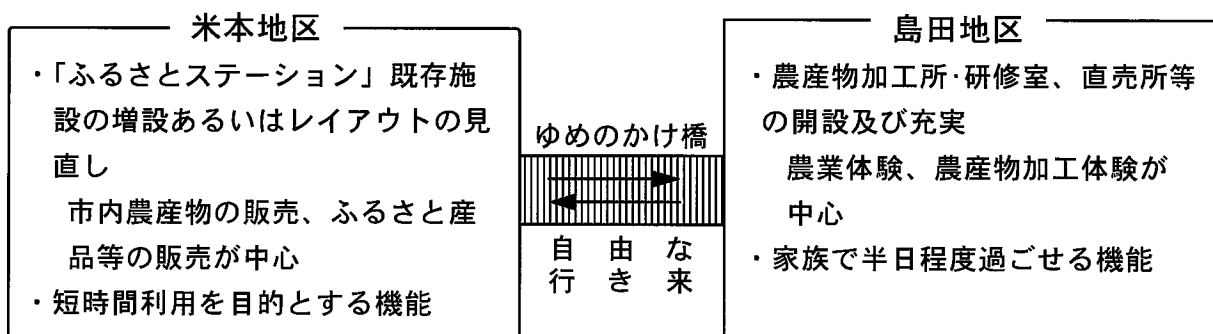 米本地区
・「ふるさとステーション」既存施
設の増設あるいはレイアウトの見
直し
市内農産物の販売、ふるさと産
品等の販売が中心
・短時間利用を目的とする機能
ゆめのかけ橋
自由な
行き来
島田地区
・農産物加工所·研修室、直売所等
の開設及び充実
農業体験、農産物加工体験が
中心
・家族で半日程度過ごせる機能